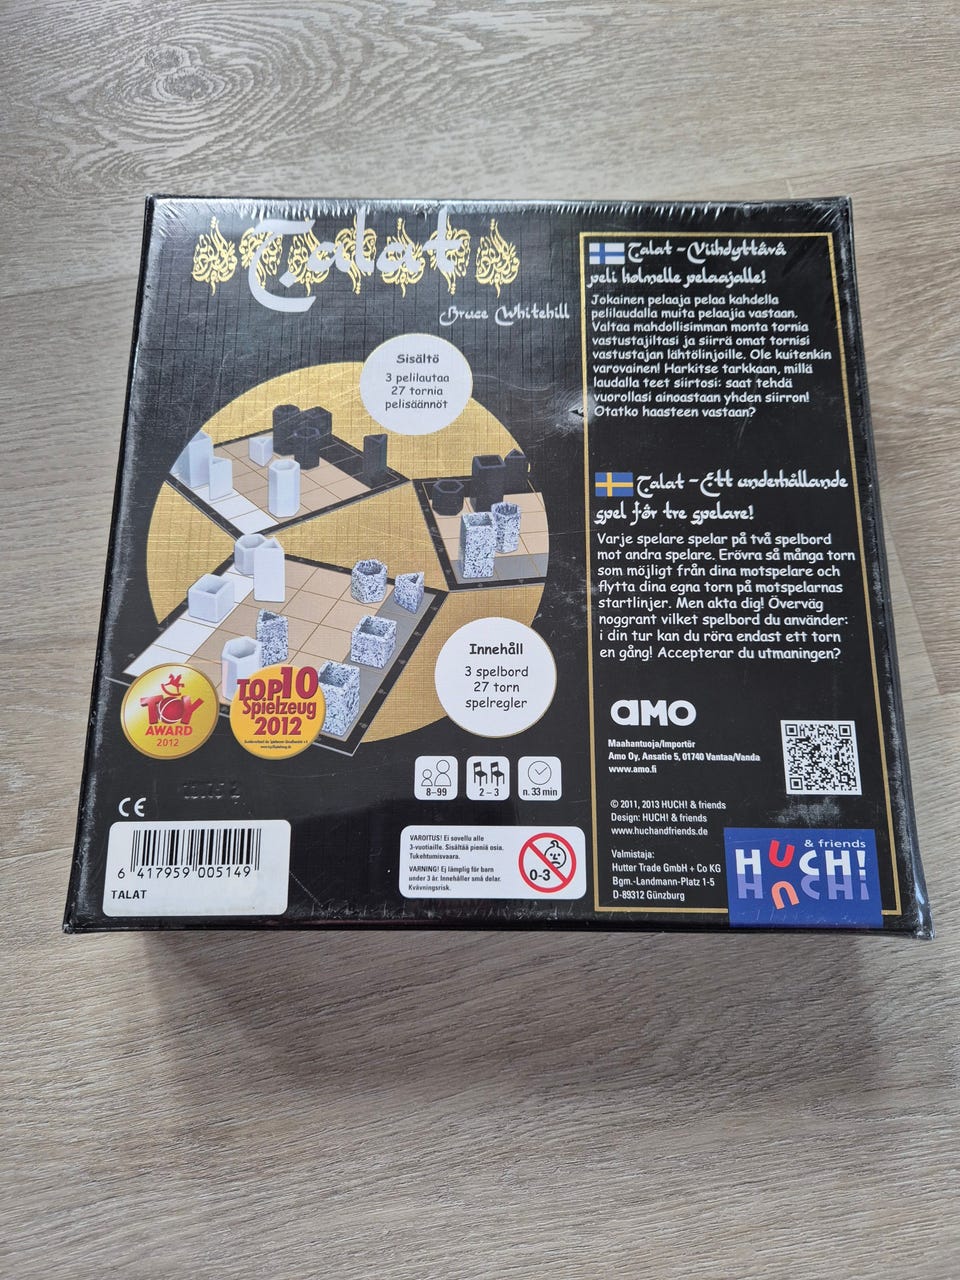 Talat
Bruce Whitehill
Sisältö
3 pelilautaa
27 tornia
pelisäännöt
Talat - Viihdyttävä
peli kolmelle pelaajalle!
Jokainen pelaaja pelaa kahdella
pelilaudalla muita pelaajia vastaan.
Valtaa mahdollisimman monta tornia
vastustajiltasi ja siirrä omat tornisi
vastustajan lähtölinjoille. Ole kuitenkin
varovainen! Harkitse tarkkaan, millä
laudalla teet siirtosi: saat tehdä
vuorollasi ainoastaan yhden siirron!
Otatko haasteen vastaan?
Talat - Ett underhållande
spel för tre spelare!
Varje spelare spelar på två spelbord
mot andra spelare. Erövra så många torn
som möjligt från dina motspelare och
flytta dina egna torn på motspelarnas
startlinjer. Men akta dig! Överväg
noggrant vilket spelbord du använder:
i din tur kan du röra endast ett torn
en gång! Accepterar du utmaningen?
Innehåll
3 spelbord
27 torn
spelregler
TOY
AWARD
2012
TOP10
Spielzeug
2012
8-99
2 - 3
n. 33 min
AMO
Maahantuoja/Importör
Amo Oy, Ansatie 5, 01740 Vantaa/Vanda
www.amo.fi
© 2011, 2013 HUCH! & friends
Design: HUCH! & friends
www.huchandfriends.de
Valmistaja:
Hutter Trade GmbH + Co KG
Bgm.-Landmann-Platz 1-5
D-89312 Günzburg
& friends
HUCH!
CE
6 417959 005149
TALAT
VAROITUS! Ei sovellu alle
3-vuotiaille. Sisältää pieniä osia.
Tukehtumisvaara.
VARNING! Ej lämplig för barn
under 3 år. Innehåller små delar.
Kvävningsrisk.
0-3